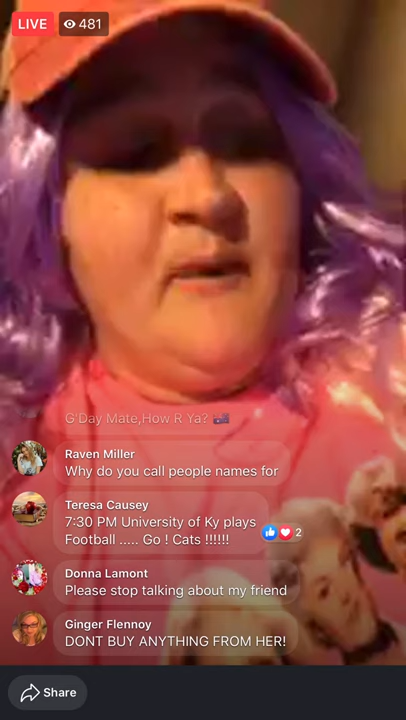 LIVE 481
G'Day Mate,How R Ya?
Raven Miller
Why do you call people names for
Teresa Causey
7:30 PM University of Ky plays
Football ..... Go ! Cats !!!!!!
2
Donna Lamont
Please stop talking about my friend
Ginger Flennoy
DONT BUY ANYTHING FROM HER!
Share